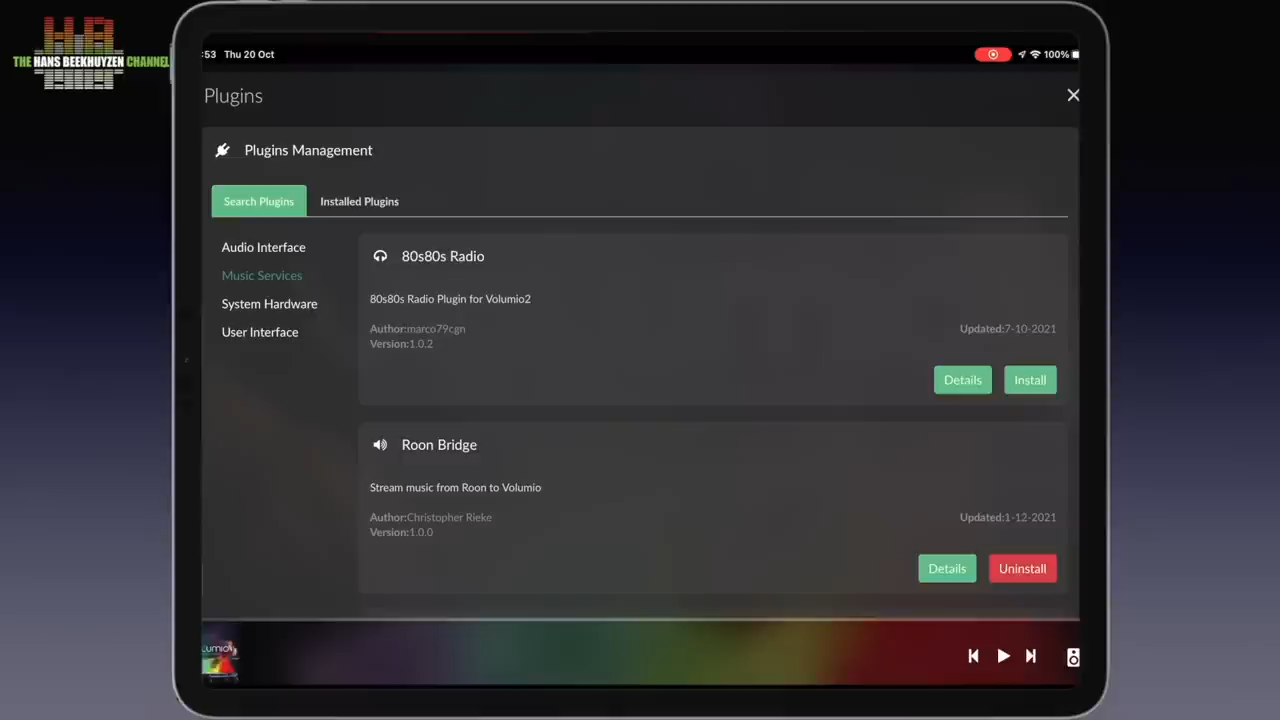 THE HANS BEEKHUYZEN CHANNEL
:53 Thu 20 Oct
100%
Plugins
Plugins Management
Search Plugins
Installed Plugins
Audio Interface
Music Services
System Hardware
User Interface
80s80s Radio
80s80s Radio Plugin for Volumio2
Author:marco79cgn
Updated:7-10-2021
Version:1.0.2
Details
Install
Roon Bridge
Stream music from Roon to Volumio
Author:Christopher Rieke
Updated:1-12-2021
Version:1.0.0
Details
Uninstall
lumio